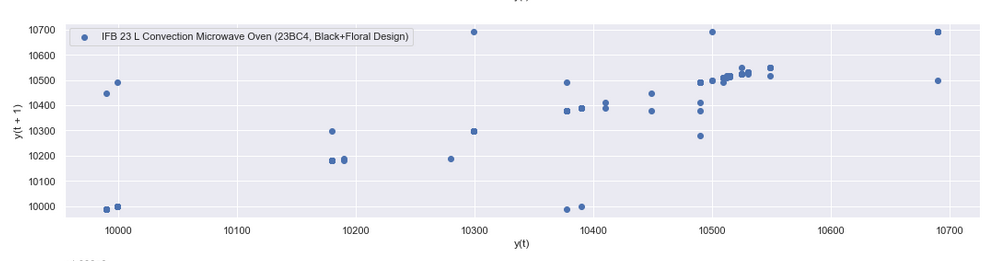 y(t)
IFB 23 L Convection Microwave Oven (23BC4, Black+Floral Design)
10700
10600
10500
10400
10300
10200
10100
10000
y(t + 1)
10000 10100 10200 10300 10400 10500 10600 10700
y(t)